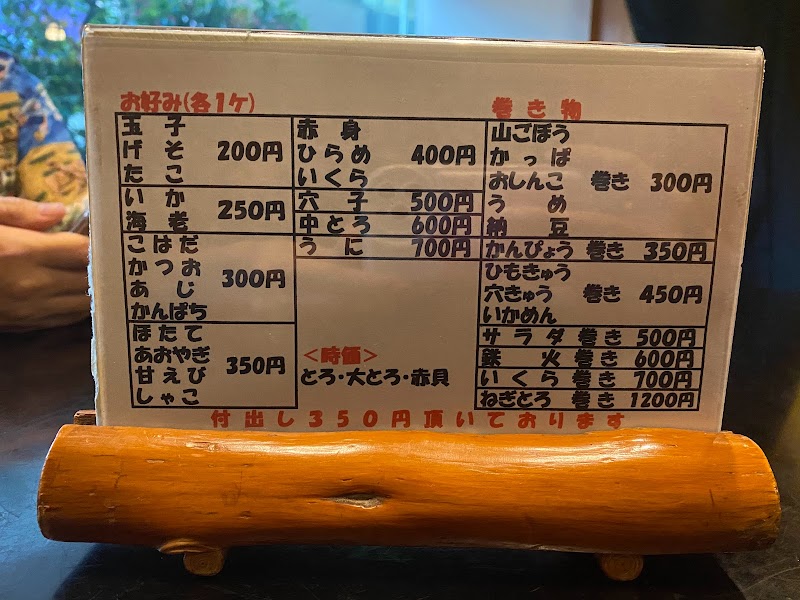 お好み(各1ケ)
玉子
げそ 200円
たこ
いか
海老 250円
こはだ
かつお
あじ 300円
かんぱち
ほたて
あおやぎ
甘えび 350円
しゃこ
赤身
ひらめ 400円
いくら
穴子 500円
中とろ 600円
うに 700円
<時価>
とろ・大とろ・赤貝
巻き物
山ごぼう
かっぱ
おしんこ 巻き 300円
うめ
納豆
かんぴょう 巻き 350円
ひもきゅう
穴きゅう 巻き 450円
いかめん
サラダ巻き 500円
鉄火巻き 600円
いくら巻き 700円
ねぎとろ巻き 1200円
付出し350円頂いております